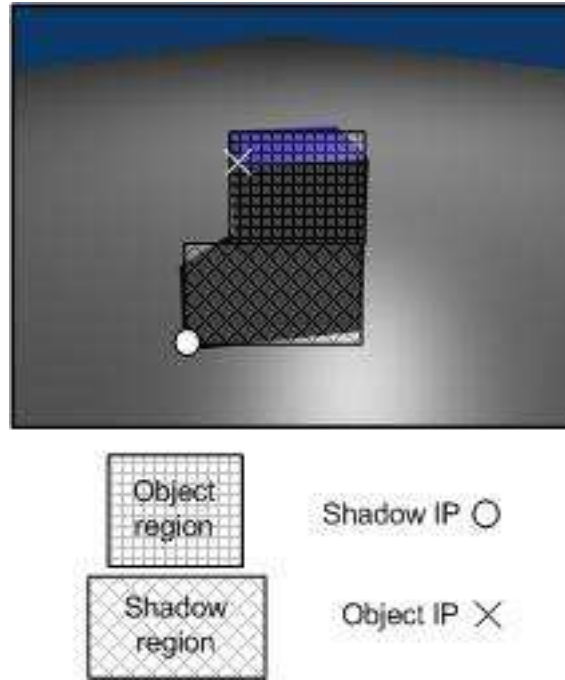 Object
region
Shadow IP
Shadow
region
Object IP